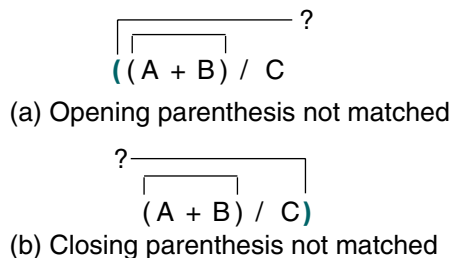 ?
((A + B) / C
(a) Opening parenthesis not matched
?
(A + B) / C)
(b) Closing parenthesis not matched